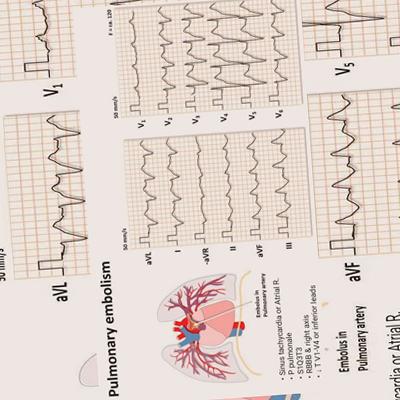 Pulmonary embolism
50 mm/s
aVL
I
-aVR
II
aVF
III
50 mm/s
F = ca. 120
V1
V2
V3
V4
V5
V6
Embolus in
Pulmonary artery
• Sinus tachycardia or Atrial R.
• P pulmonale
• S1Q3T3
• RBBB & right axis
• ↓ T V1-V4 or inferior leads
aVL
V1
mm/s
aVF
V5
Embolus in
Pulmonary artery
cardia or Atrial R.